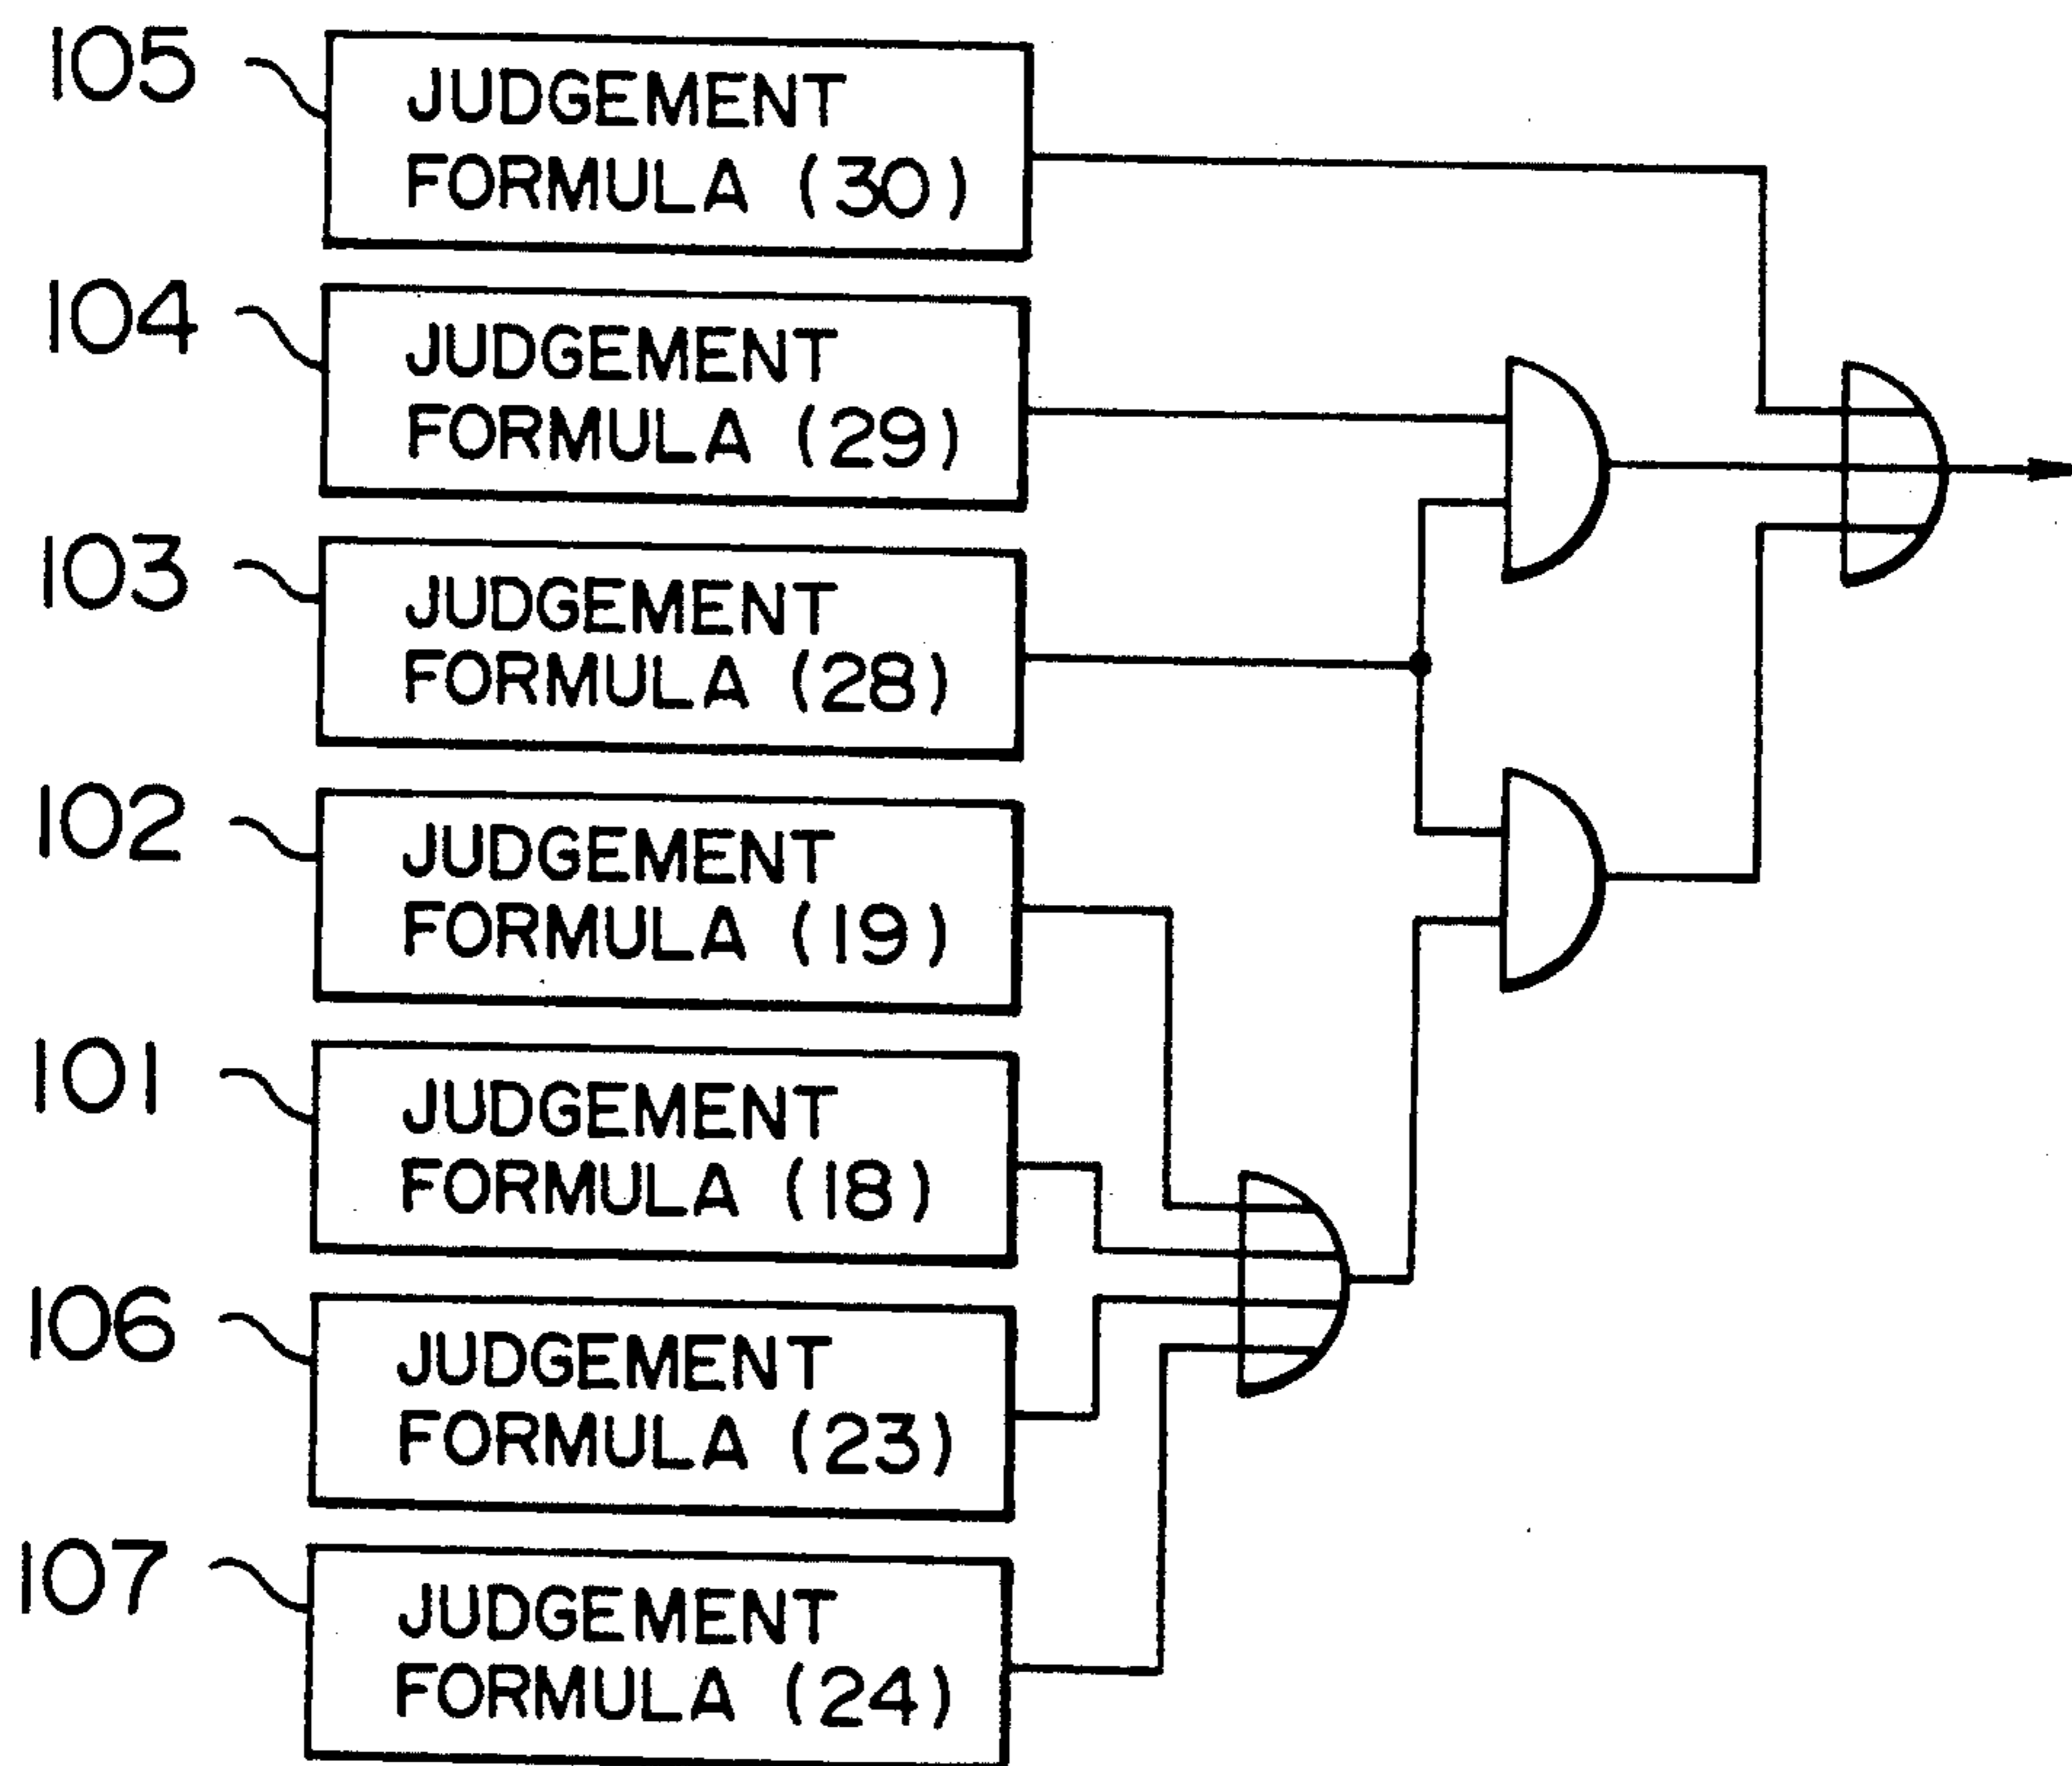 105
JUDGEMENT
FORMULA (30)
104
JUDGEMENT
FORMULA (29)
103
JUDGEMENT
FORMULA (28)
102
JUDGEMENT
FORMULA (19)
101
JUDGEMENT
FORMULA (18)
106
JUDGEMENT
FORMULA (23)
107
JUDGEMENT
FORMULA (24)